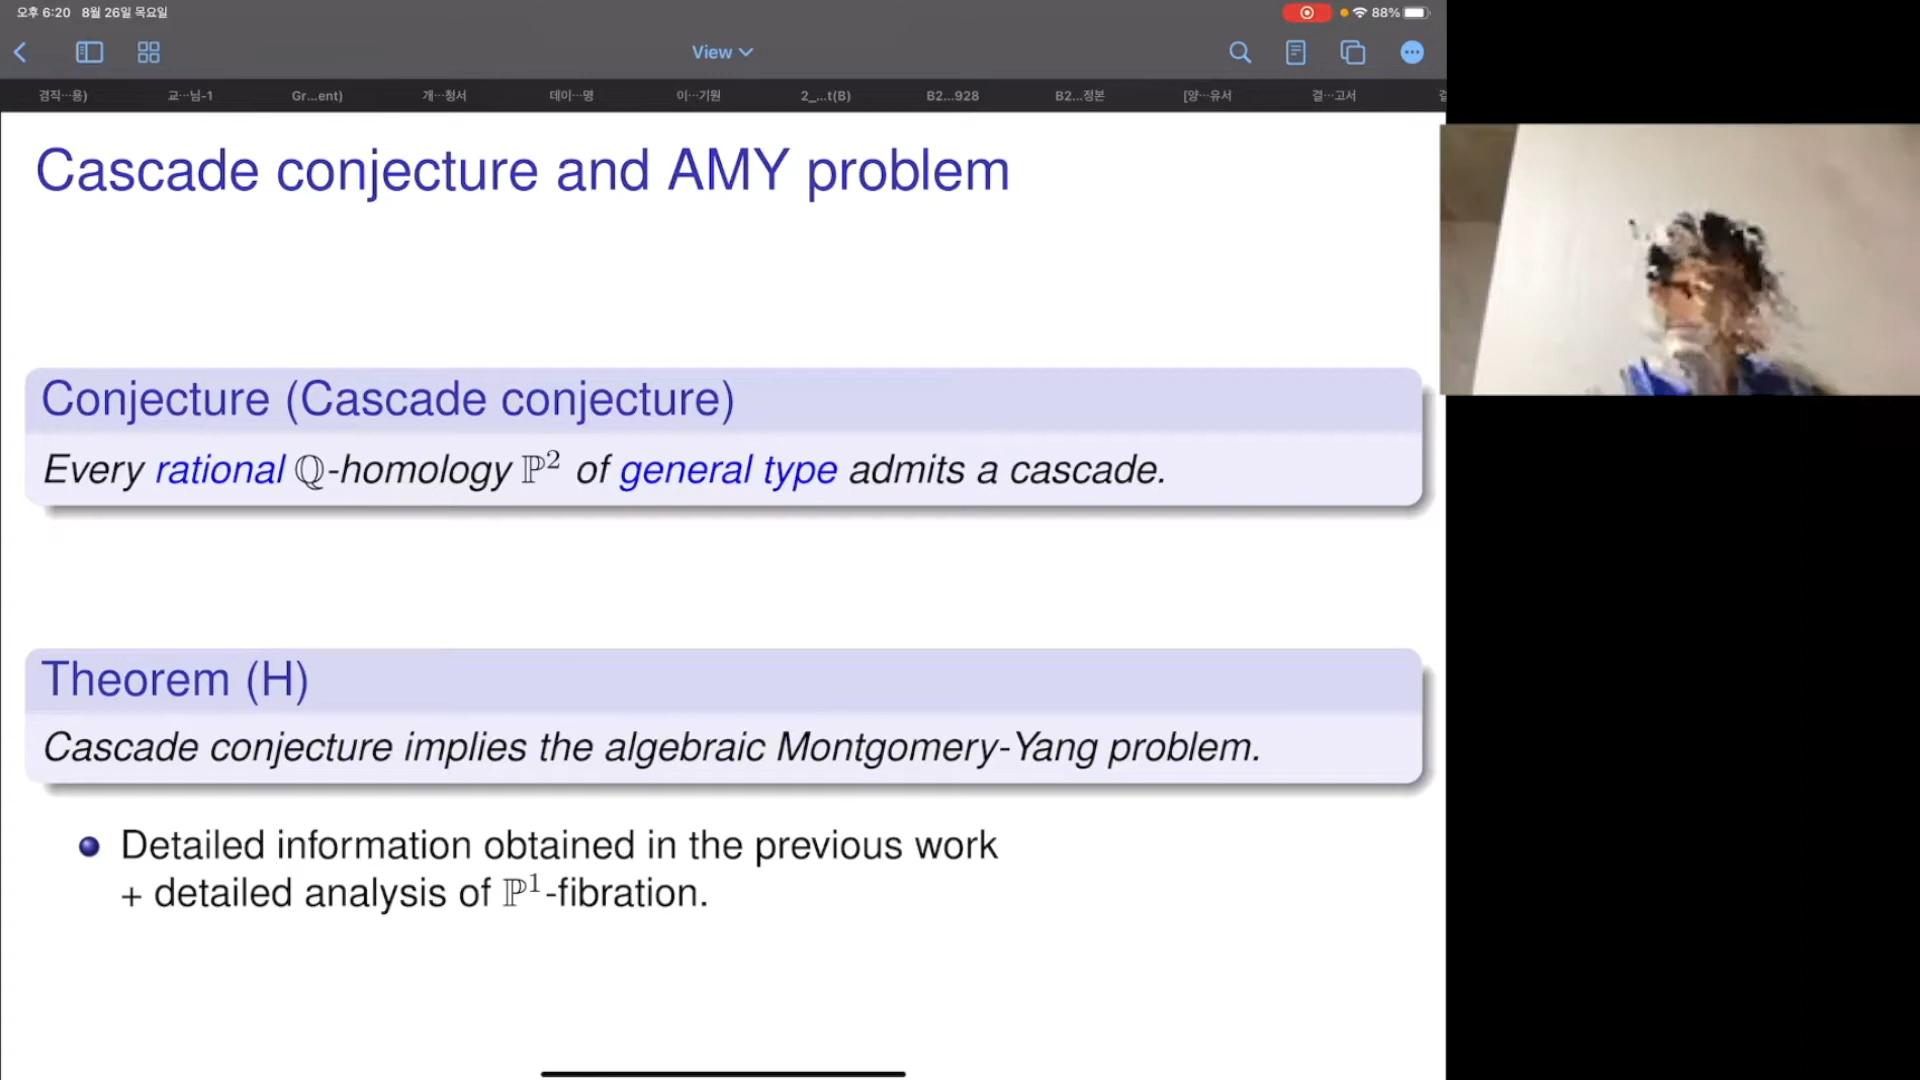 오후 6:20 8월 26일 목요일
88%
View
겸직…용)
교…님-1
Gr...ent)
개…청서
데이…명
이…기원
2_...t(B)
B2...928
B2...정본
[양…유서
결…고서
Cascade conjecture and AMY problem
Conjecture (Cascade conjecture)
Every rational ℚ-homology ℙ² of general type admits a cascade.
Theorem (H)
Cascade conjecture implies the algebraic Montgomery-Yang problem.
Detailed information obtained in the previous work
+ detailed analysis of ℙ¹-fibration.